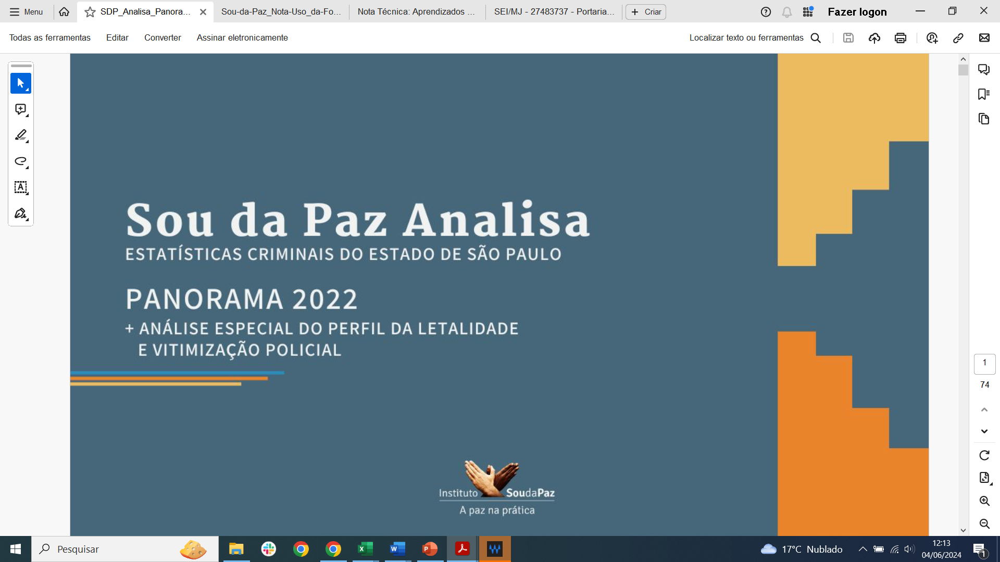 Menu
SDP_Analisa_Panora...
Sou-da-Paz_Nota-Uso_da-Fo...
Nota Técnica: Aprendizados ...
SEI/MJ - 27483737 - Portaria...
Criar
Fazer logon
Todas as ferramentas
Editar
Converter
Assinar eletronicamente
Localizar texto ou ferramentas
Sou da Paz Analisa
ESTATÍSTICAS CRIMINAIS DO ESTADO DE SÃO PAULO
PANORAMA 2022
+ ANÁLISE ESPECIAL DO PERFIL DA LETALIDADE
E VITIMIZAÇÃO POLICIAL
Instituto SoudaPaz
A paz na prática
1
74
Pesquisar
17°C Nublado
12:13
04/06/2024
1